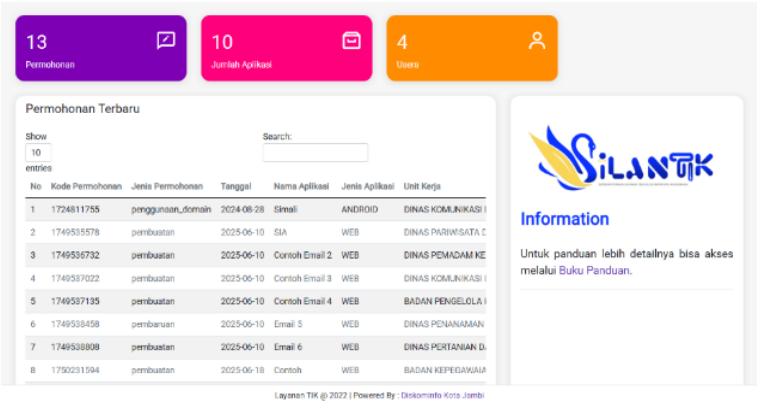 13
Permohonan
10
Jumlah Aplikasi
4
Users
Permohonan Terbaru
Show
10
entries
Search:
No Kode Permohonan Jenis Permohonan Tanggal Nama Aplikasi Jenis Aplikasi Unit Kerja
1 1724811755 penggunaan_domain 2024-08-28 Simali ANDROID DINAS KOMUNIKASI I
2 1749535578 pembuatan 2025-06-10 SIA WEB DINAS PARIWISATA D
3 1749536732 pembuatan 2025-06-10 Contoh Email 2 WEB DINAS PEMADAM KE
4 1749537022 pembuatan 2025-06-10 Contoh Email 3 WEB DINAS KOMUNIKASI I
5 1749537135 pembuatan 2025-06-10 Contoh Email 4 WEB BADAN PENGELOLA
6 1749538458 pembaruan 2025-06-10 Email 5 WEB DINAS PENANAMAN
7 1749538808 pembuatan 2025-06-10 Email 6 WEB DINAS PERTANIAN D
8 1750231594 pembuatan 2025-06-18 Contoh WEB BADAN KEPEGAWAIA
SiLANTIK
Information
Untuk panduan lebih detailnya bisa akses
melalui Buku Panduan.
Layanan TIK @ 2022 | Powered By : Diskominfo Kota Jambi